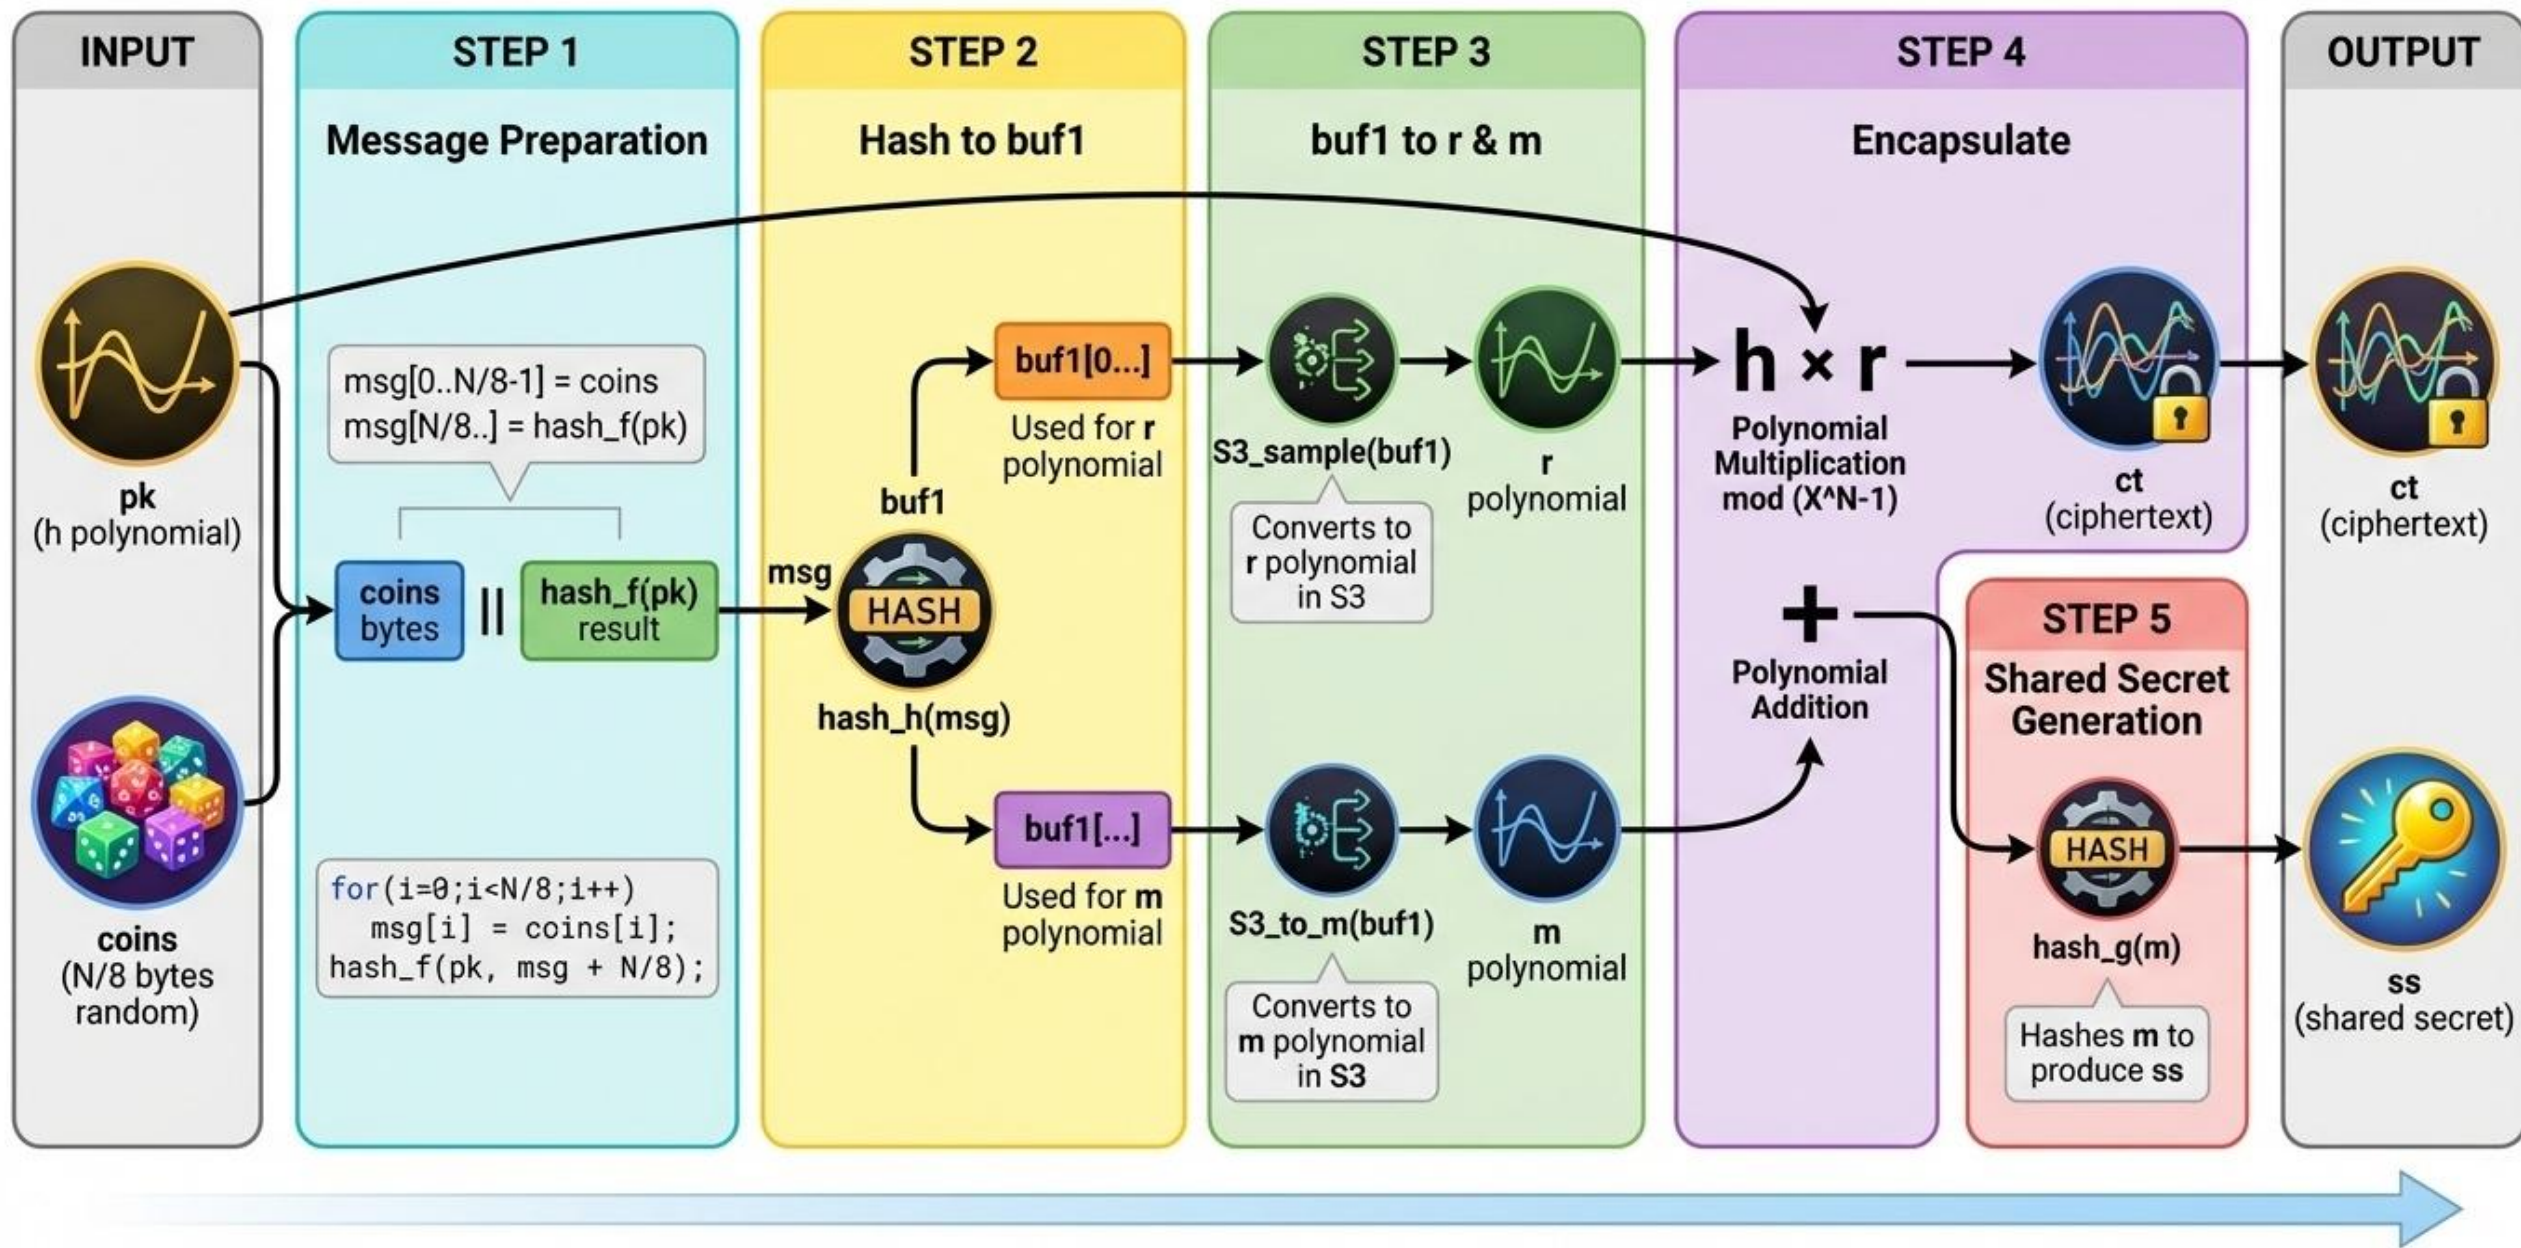 INPUT
pk
(h polynomial)
coins
(N/8 bytes
random)
STEP 1
Message Preparation
msg[0..N/8-1] = coins
msg[N/8..] = hash_f(pk)
coins
bytes
||
hash_f(pk)
result
for(i=0;i<N/8;i++)
msg[i] = coins[i];
hash_f(pk, msg + N/8);
STEP 2
Hash to buf1
buf1[0...]
Used for r
polynomial
buf1
msg
HASH
hash_h(msg)
buf1[...]
Used for m
polynomial
STEP 3
buf1 to r & m
S3_sample(buf1)
Converts to
r polynomial
in S3
r
polynomial
S3_to_m(buf1)
Converts to
m polynomial
in S3
m
polynomial
STEP 4
Encapsulate
h × r
Polynomial
Multiplication
mod (X^N-1)
ct
(ciphertext)
+
Polynomial
Addition
STEP 5
Shared Secret
Generation
HASH
hash_g(m)
Hashes m to
produce ss
OUTPUT
ct
(ciphertext)
ss
(shared secret)